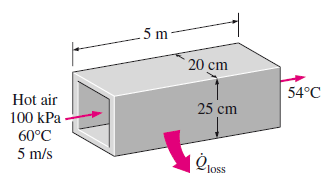 5 m
20 cm
54°C
25 cm
Hot air
100 kPa
60°C
5 m/s
Q̇loss